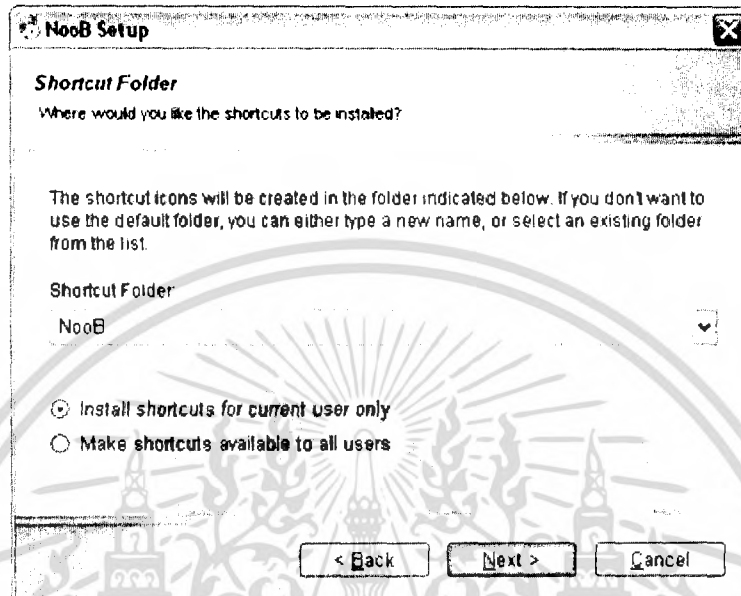 NooB Setup
Shortcut Folder
Where would you like the shortcuts to be installed?
The shortcut icons will be created in the folder indicated below. If you don't want to
use the default folder, you can either type a new name, or select an existing folder
from the list.
Shortcut Folder:
NooB
Install shortcuts for current user only
Make shortcuts available to all users
< Back
Next >
Cancel